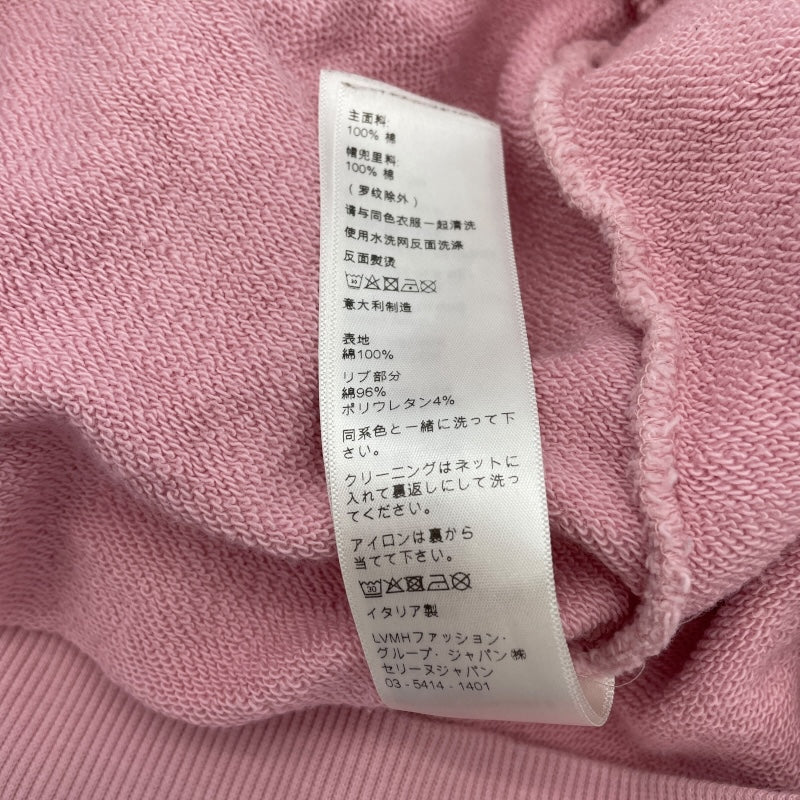 主面料:
100% 棉
帽兜里料:
100% 棉
(罗纹除外)
请与同色衣服一起清洗
使用水洗网反面洗涤
反面熨烫
30
意大利制造
表地
綿100%
リブ部分
綿96%
ポリウレタン4%
同系色と一緒に洗って下
さい。
クリーニングはネットに
入れて裏返しにして洗っ
てください。
アイロンは裏から
当てて下さい。
30
イタリア製
LVMHファッション・
グループ・ジャパン㈱
セリーヌジャパン
03 - 5414 - 1401